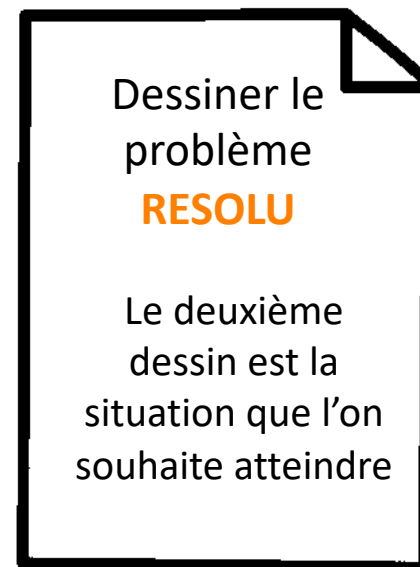 Dessiner le
problème
RESOLU
Le deuxième
dessin est la
situation que l’on
souhaite atteindre